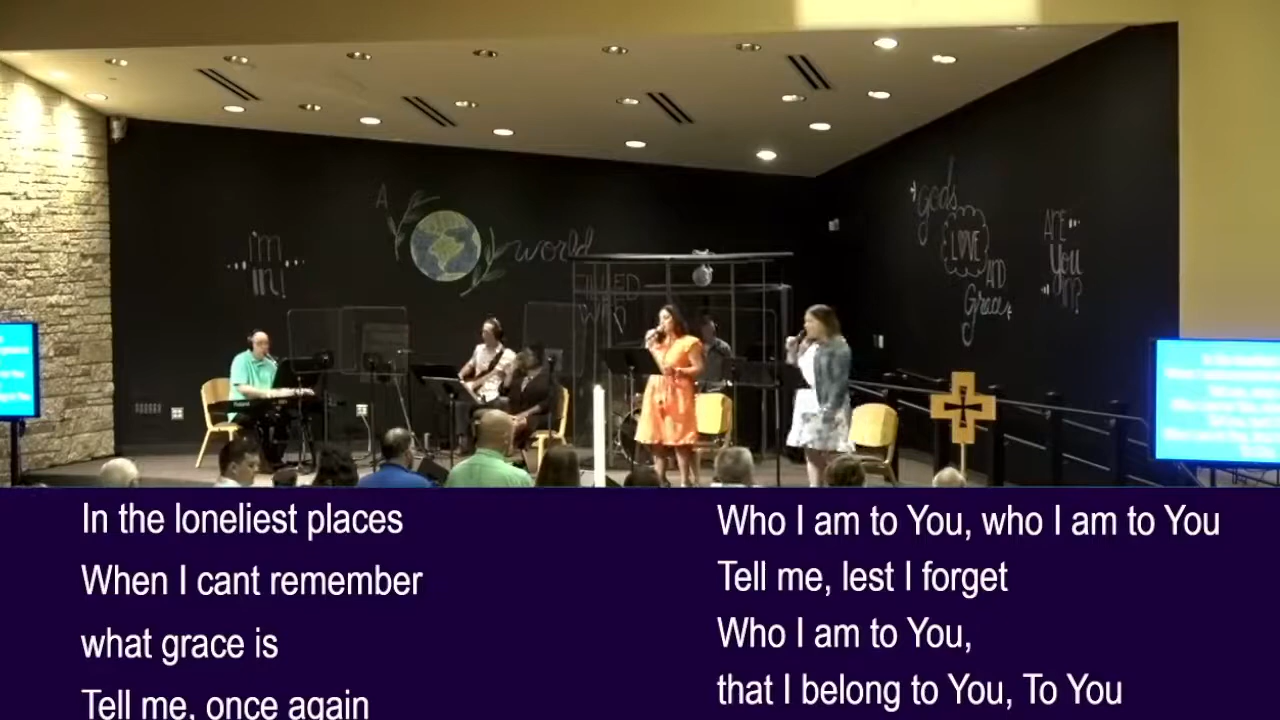 A
world
FILLED
With
I'm
in!
gods
LOVE
AND
Grace
ARE
You
in?
In the loneliest places
When I cant remember
what grace is
Tell me, once again
Who I am to You, who I am to You
Tell me, lest I forget
Who I am to You,
that I belong to You, To You